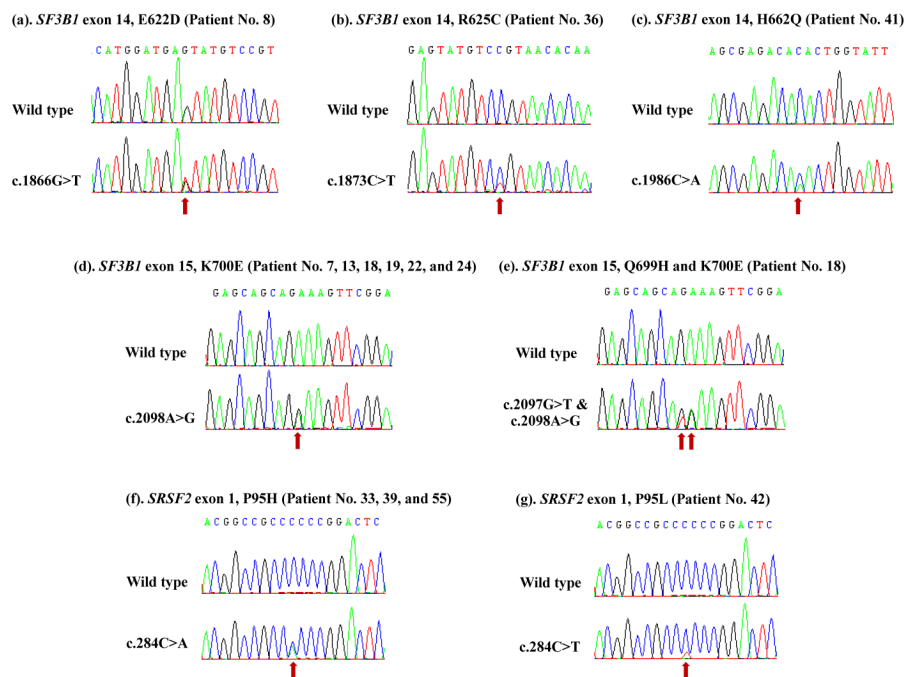 (a). SF3B1 exon 14, E622D (Patient No. 8)
(b). SF3B1 exon 14, R625C (Patient No. 36)
(c). SF3B1 exon 14, H662Q (Patient No. 41)
CATGGATGAGTATGTCCGT
GAGTATGTCCGTAACACAA
AGCGAGACACACTGGTATT
Wild type
Wild type
Wild type
c.1866G>T
c.1873C>T
c.1986C>A
(d). SF3B1 exon 15, K700E (Patient No. 7, 13, 18, 19, 22, and 24)
(e). SF3B1 exon 15, Q699H and K700E (Patient No. 18)
GAGCAGCAGAAAGTTCGGA
GAGCAGCAGAAAGTTCGGA
Wild type
Wild type
c.2098A>G
c.2097G>T &
c.2098A>G
(f). SRSF2 exon 1, P95H (Patient No. 33, 39, and 55)
(g). SRSF2 exon 1, P95L (Patient No. 42)
ACGGCCGCCCCCCGGACTC
ACGGCCGCCCCCCGGACTC
Wild type
Wild type
c.284C>A
c.284C>T